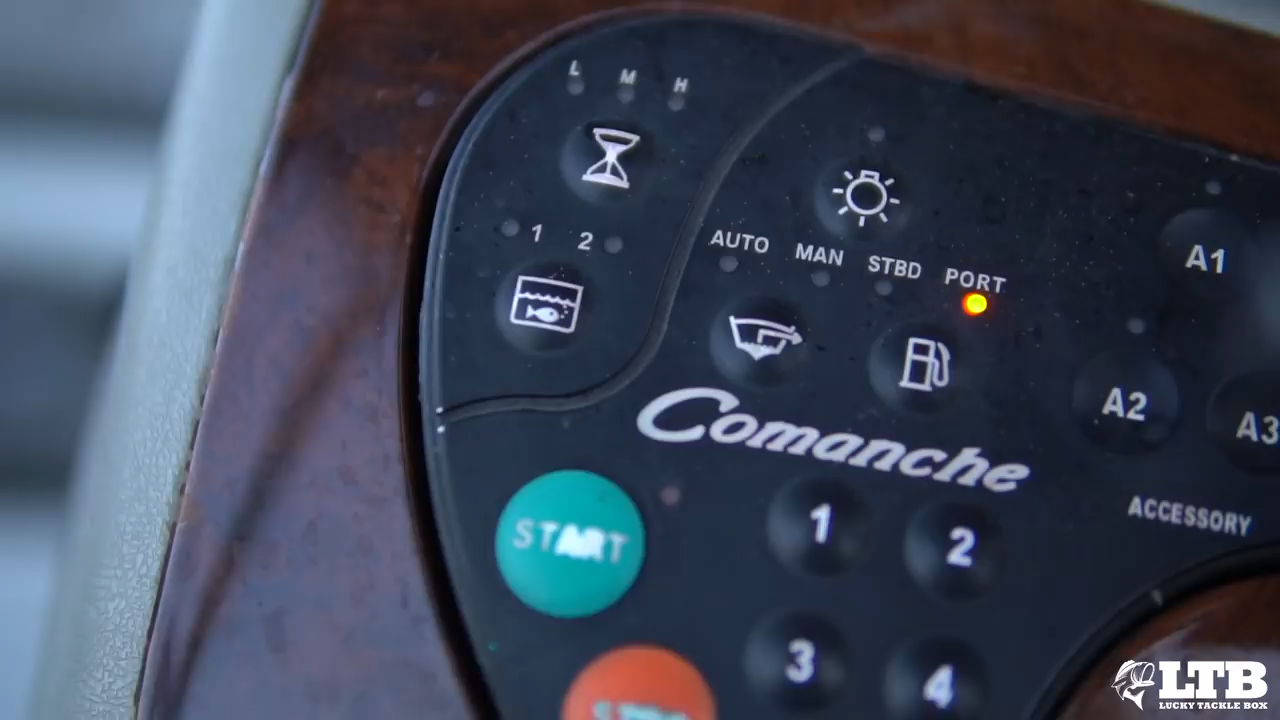 L M H
1 2
AUTO MAN STBD PORT
A1
A2 A3
Comanche
ACCESSORY
START
1 2
3 4
LTB
LUCKY TACKLE BOX